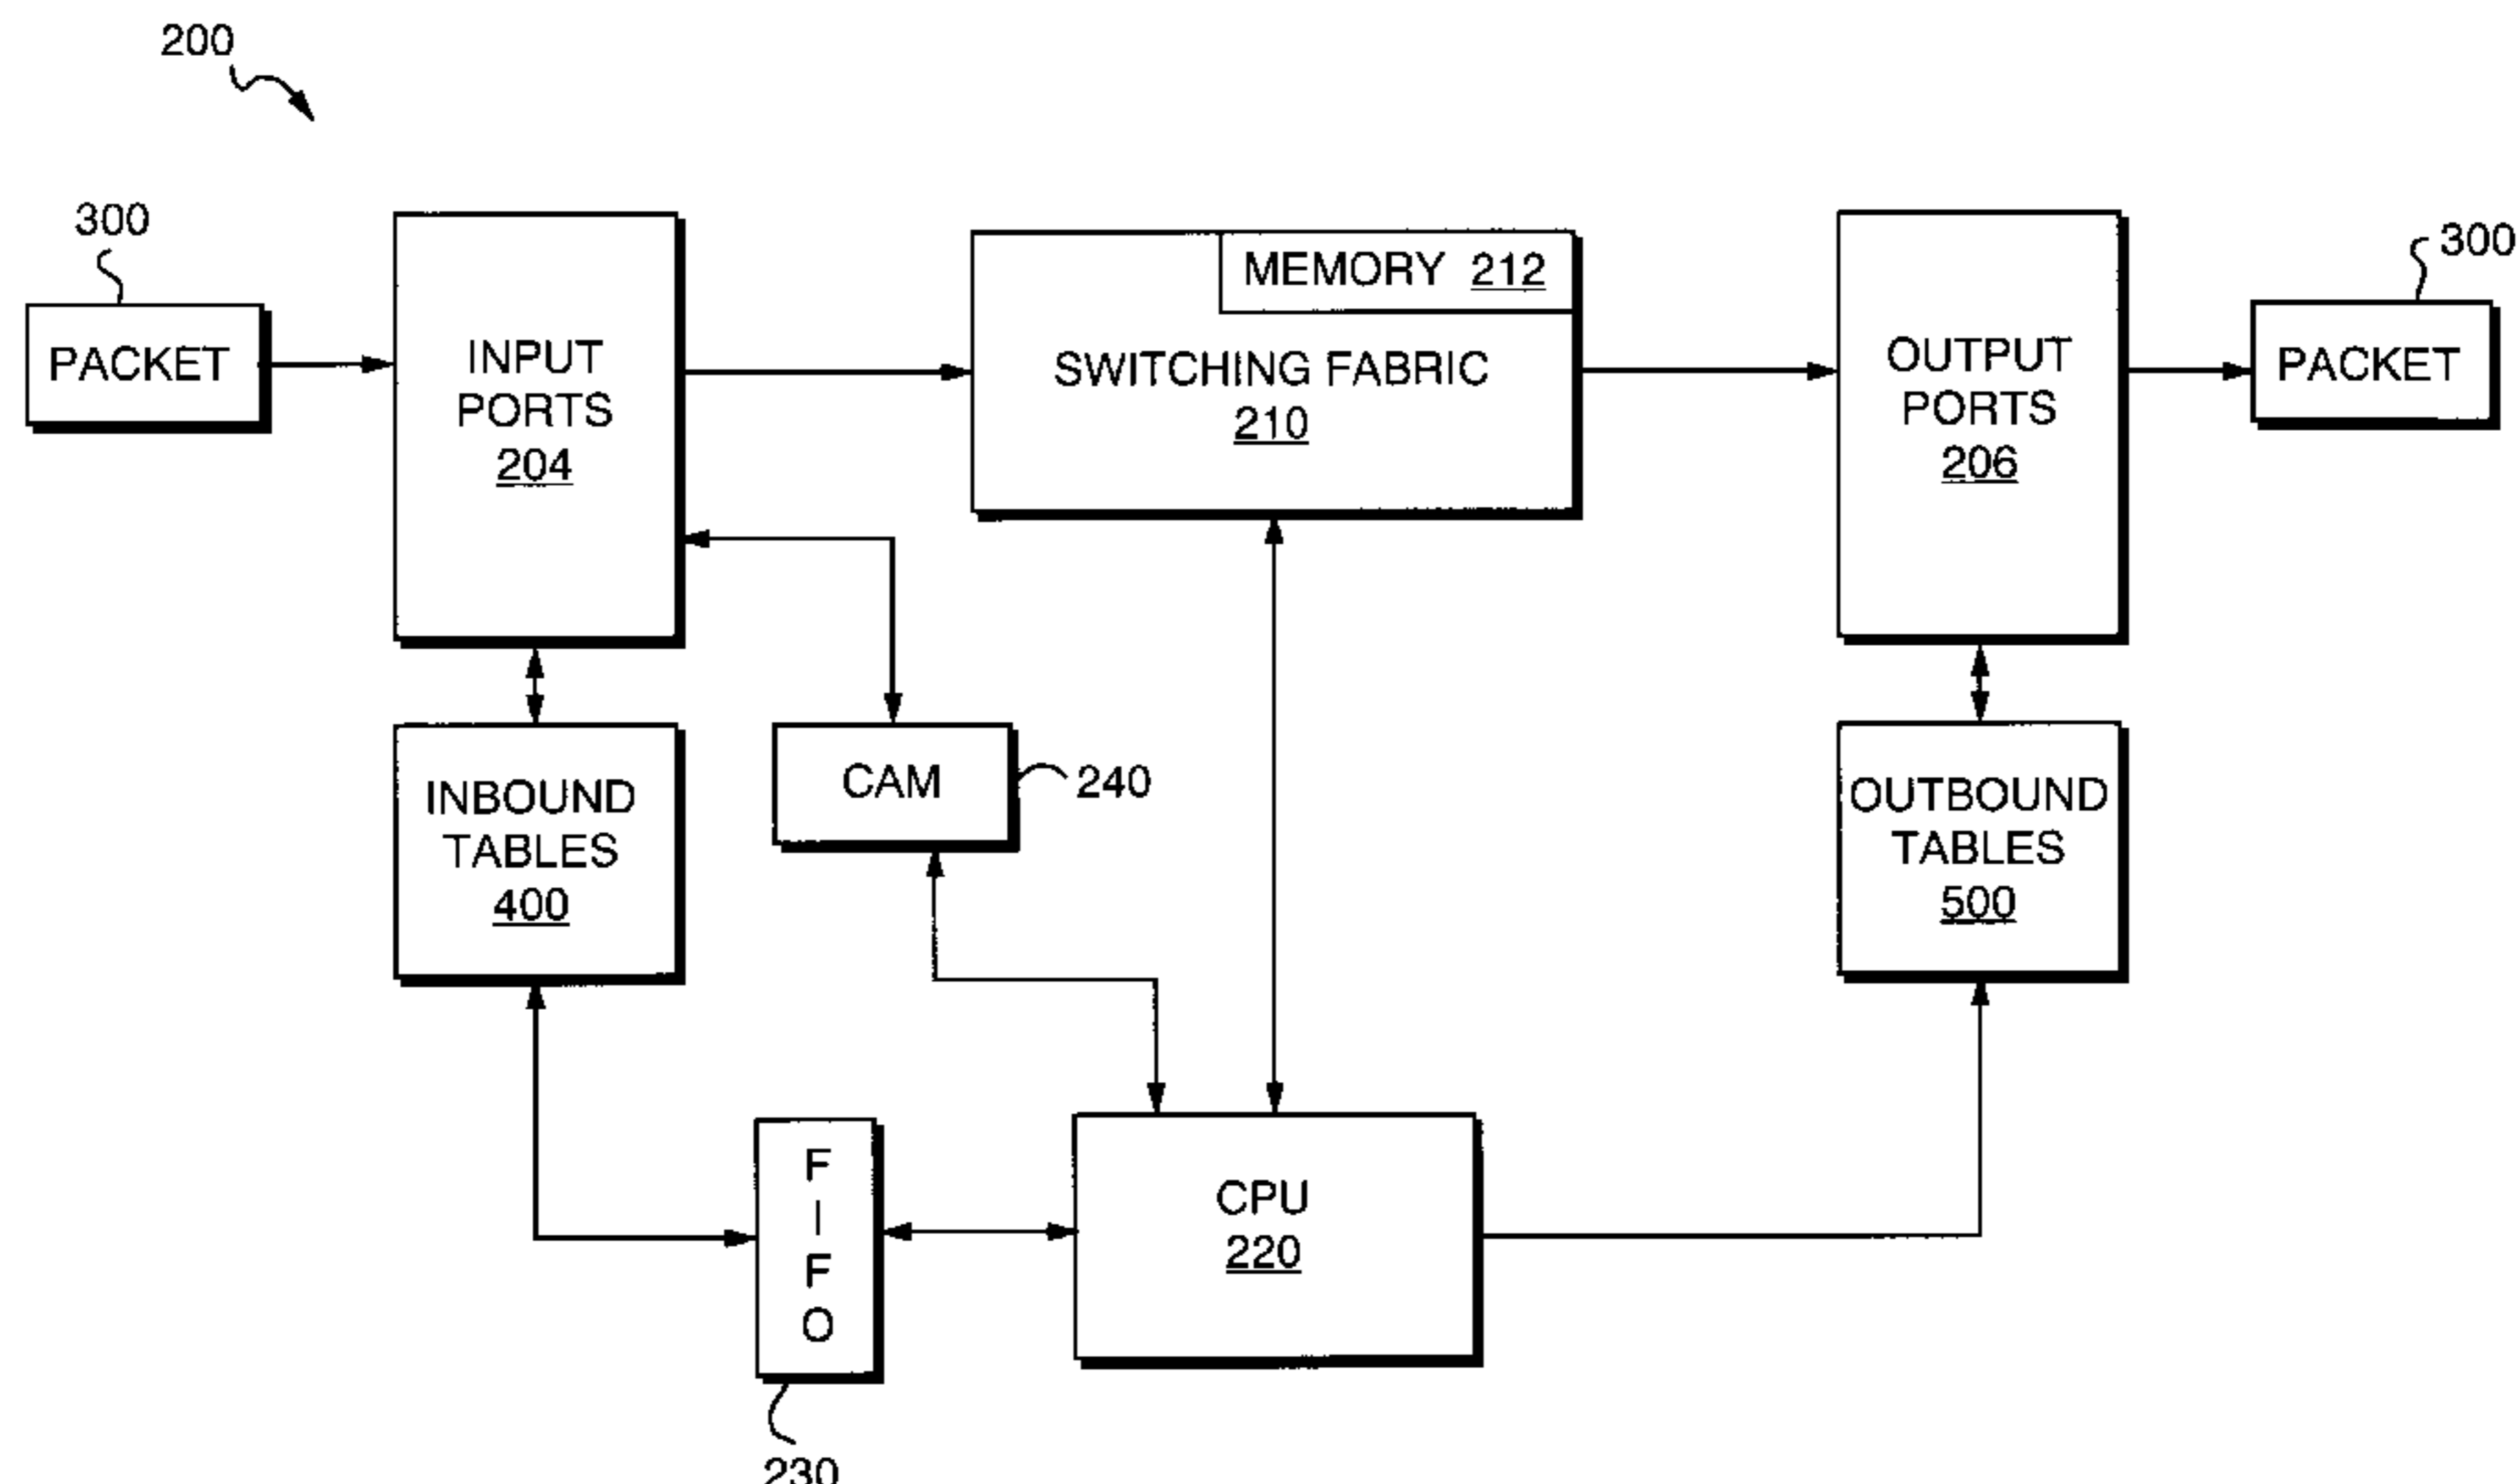 200
300
PACKET
INPUT
PORTS
204
MEMORY 212
SWITCHING FABRIC
210
OUTPUT
PORTS
206
300
PACKET
INBOUND
TABLES
400
CAM
240
OUTBOUND
TABLES
500
F
I
F
O
230
CPU
220